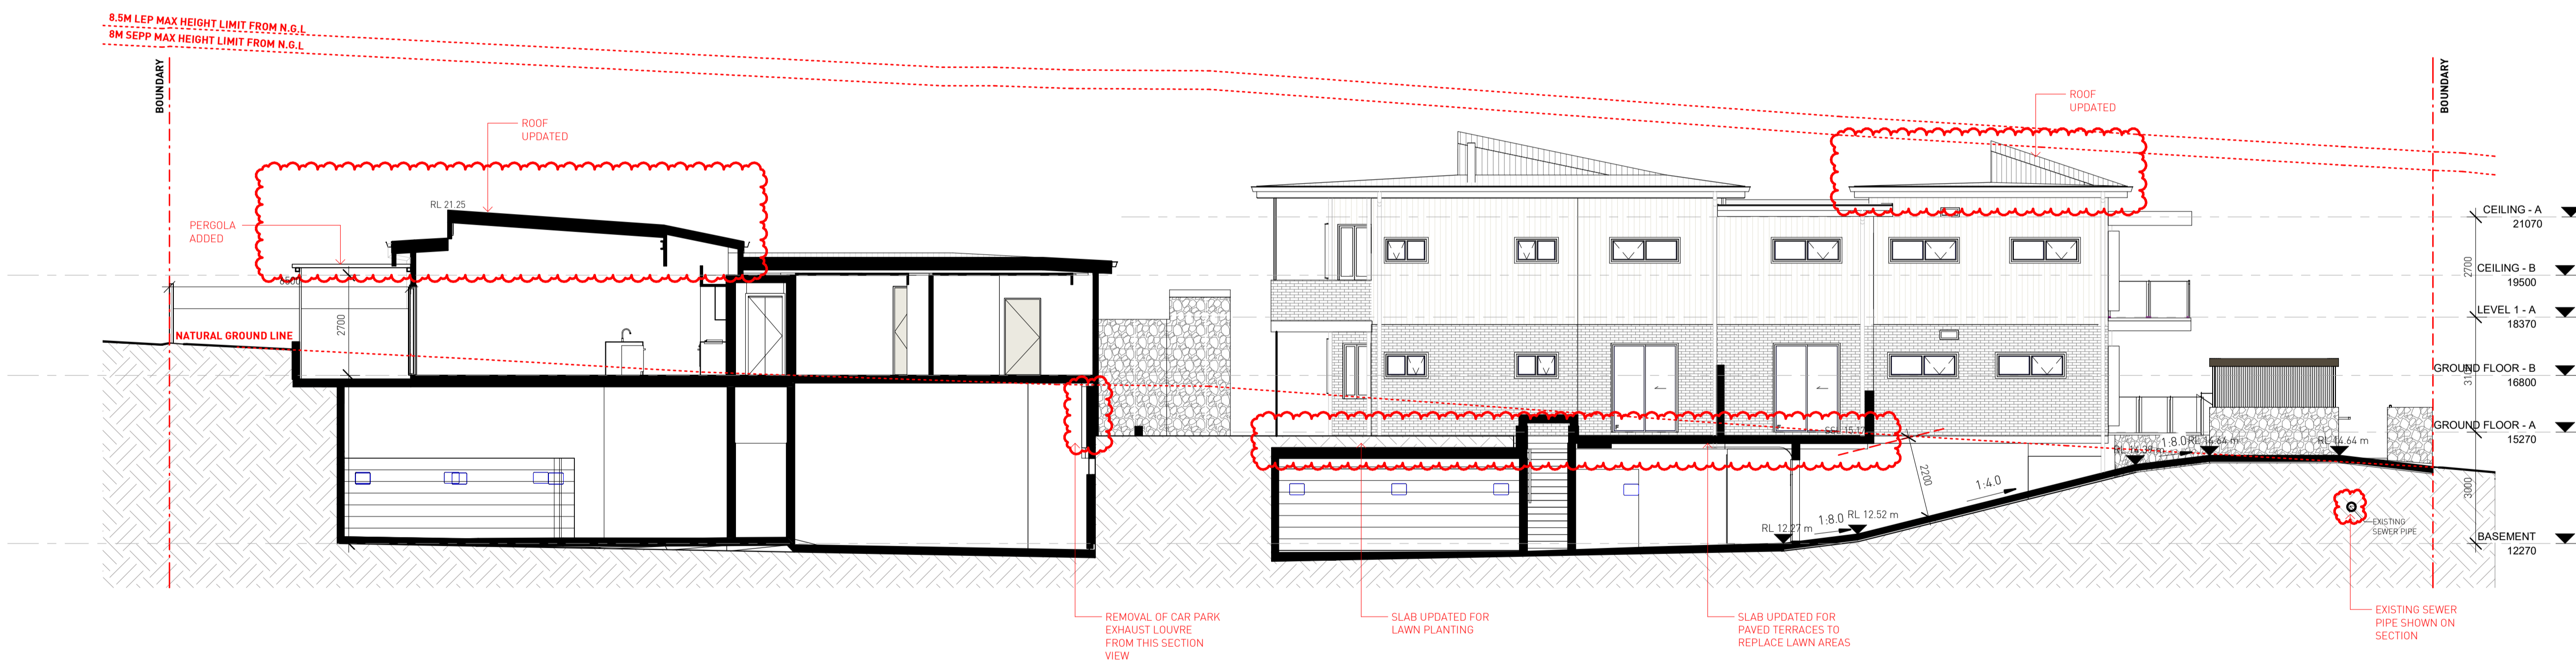 8.5M LEP MAX HEIGHT LIMIT FROM N.G.L
8M SEPP MAX HEIGHT LIMIT FROM N.G.L
BOUNDARY
BOUNDARY
ROOF
UPDATED
ROOF
UPDATED
RL 21.25
PERGOLA
ADDED
6500
2700
NATURAL GROUND LINE
CEILING - A
21070
2700
CEILING - B
19500
LEVEL 1 - A
18370
GROUND FLOOR - B
16800
GROUND FLOOR - A
15270
3000
BASEMENT
12270
1:8.0
RL 14.64 m
RL 12.27 m
1:8.0
RL 12.52 m
2200
1:4.0
EXISTING
SEWER PIPE
REMOVAL OF CAR PARK
EXHAUST LOUVRE
FROM THIS SECTION
VIEW
SLAB UPDATED FOR
LAWN PLANTING
SLAB UPDATED FOR
PAVED TERRACES TO
REPLACE LAWN AREAS
EXISTING SEWER
PIPE SHOWN ON
SECTION